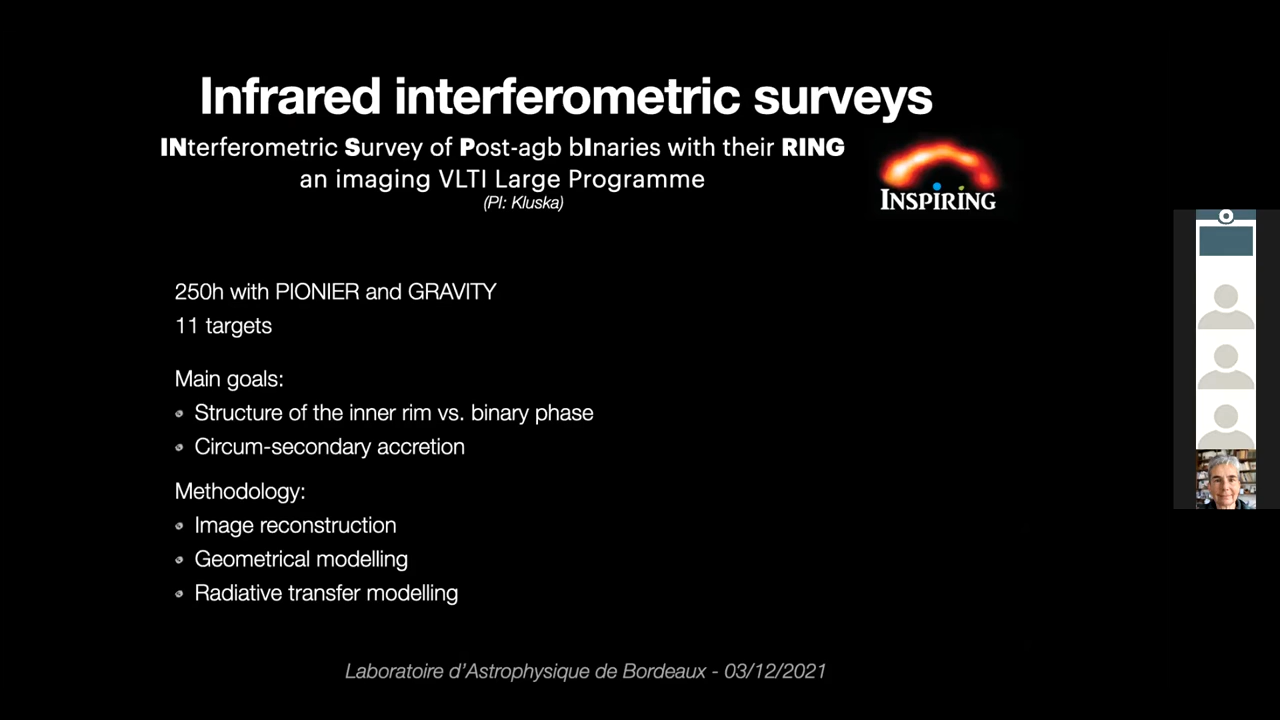 Infrared interferometric surveys
INterferometric Survey of Post-agb bInaries with their RING
an imaging VLTI Large Programme
(PI: Kluska)
INSPIRING
250h with PIONIER and GRAVITY
11 targets
Main goals:
Structure of the inner rim vs. binary phase
Circum-secondary accretion
Methodology:
Image reconstruction
Geometrical modelling
Radiative transfer modelling
Laboratoire d'Astrophysique de Bordeaux - 03/12/2021